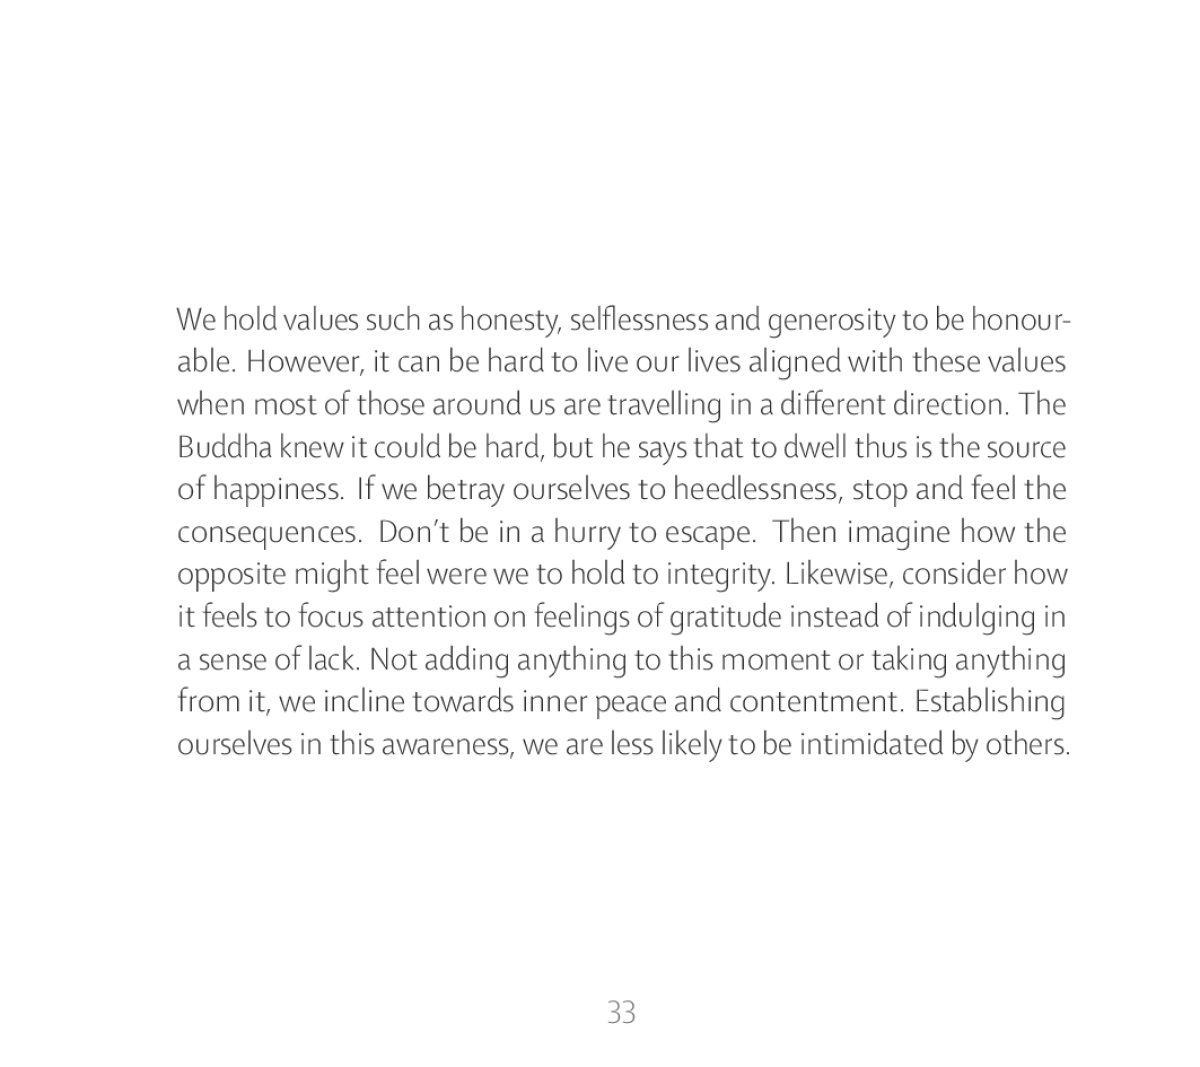 We hold values such as honesty, selflessness and generosity to be honour-
able. However, it can be hard to live our lives aligned with these values
when most of those around us are travelling in a different direction. The
Buddha knew it could be hard, but he says that to dwell thus is the source
of happiness. If we betray ourselves to heedlessness, stop and feel the
consequences. Don’t be in a hurry to escape. Then imagine how the
opposite might feel were we to hold to integrity. Likewise, consider how
it feels to focus attention on feelings of gratitude instead of indulging in
a sense of lack. Not adding anything to this moment or taking anything
from it, we incline towards inner peace and contentment. Establishing
ourselves in this awareness, we are less likely to be intimidated by others.
33